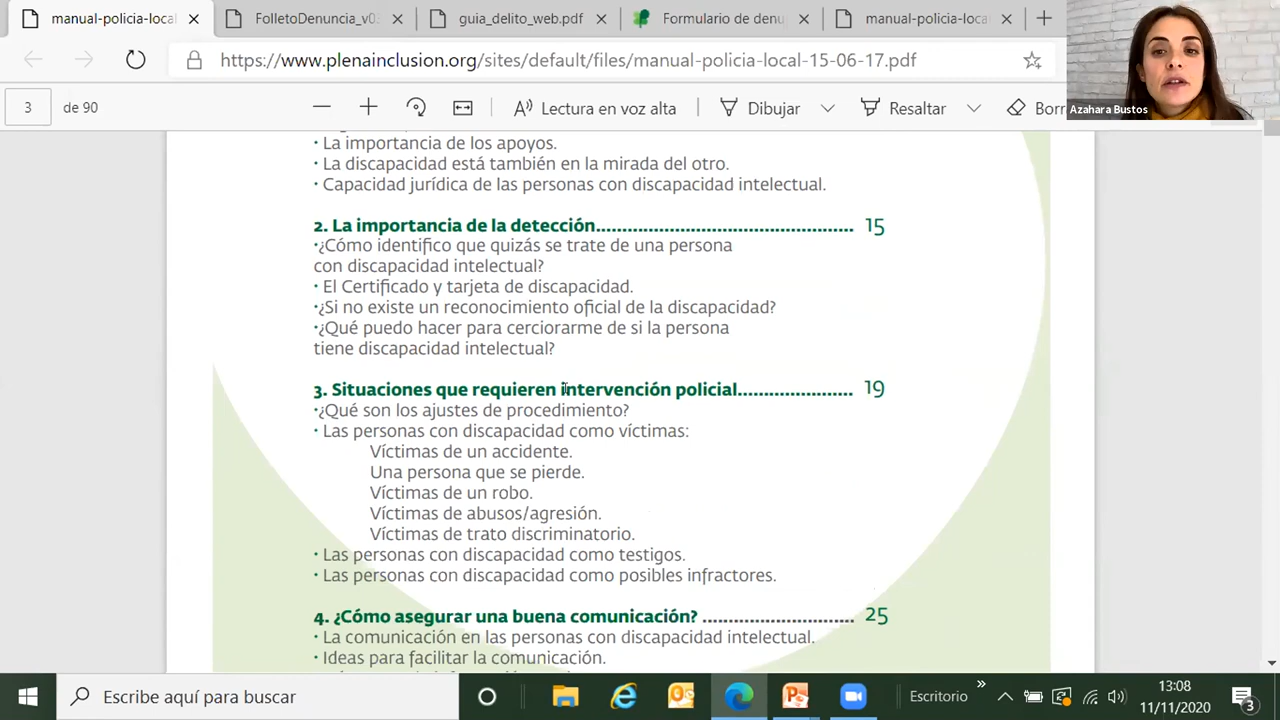 manual-policia-loca
FolletoDenuncia_v0.
guia_delito_web.pdf
Formulario de denu
manual-policia-loca
https://www.plenainclusion.org/sites/default/files/manual-policia-local-15-06-17.pdf
3 de 90
Lectura en voz alta
Dibujar
Resaltar
Borr
Azahara Bustos
• La importancia de los apoyos.
• La discapacidad está también en la mirada del otro.
• Capacidad jurídica de las personas con discapacidad intelectual.
2. La importancia de la detección................................................. 15
•¿Cómo identifico que quizás se trate de una persona
con discapacidad intelectual?
• El Certificado y tarjeta de discapacidad.
•¿Si no existe un reconocimiento oficial de la discapacidad?
•¿Qué puedo hacer para cerciorarme de si la persona
tiene discapacidad intelectual?
3. Situaciones que requieren intervención policial...................... 19
•¿Qué son los ajustes de procedimiento?
• Las personas con discapacidad como víctimas:
Víctimas de un accidente.
Una persona que se pierde.
Víctimas de un robo.
Víctimas de abusos/agresión.
Víctimas de trato discriminatorio.
• Las personas con discapacidad como testigos.
• Las personas con discapacidad como posibles infractores.
4. ¿Cómo asegurar una buena comunicación? ............................. 25
• La comunicación en las personas con discapacidad intelectual.
• Ideas para facilitar la comunicación.
Escribe aquí para buscar
Escritorio
13:08
11/11/2020
3